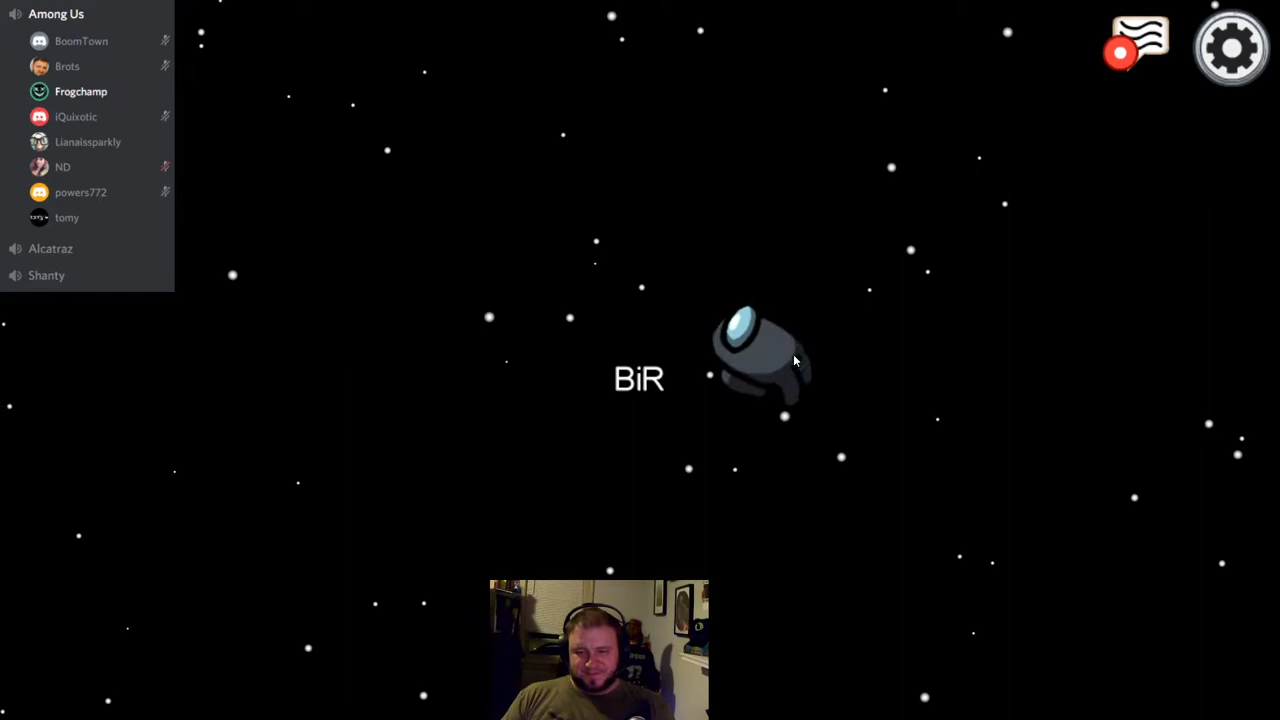 Among Us
BoomTown
Brots
Frogchamp
iQuixotic
Lianaissparkly
ND
powers772
tomy
Alcatraz
Shanty
BiR